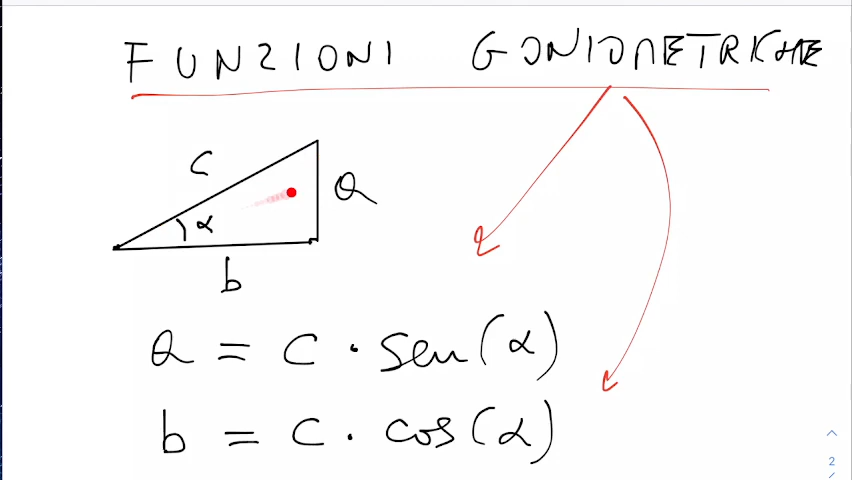 FUNZIONI GONIOMETRICHE
c
a
α
b
a = c · sen(α)
b = c · cos(α)
2